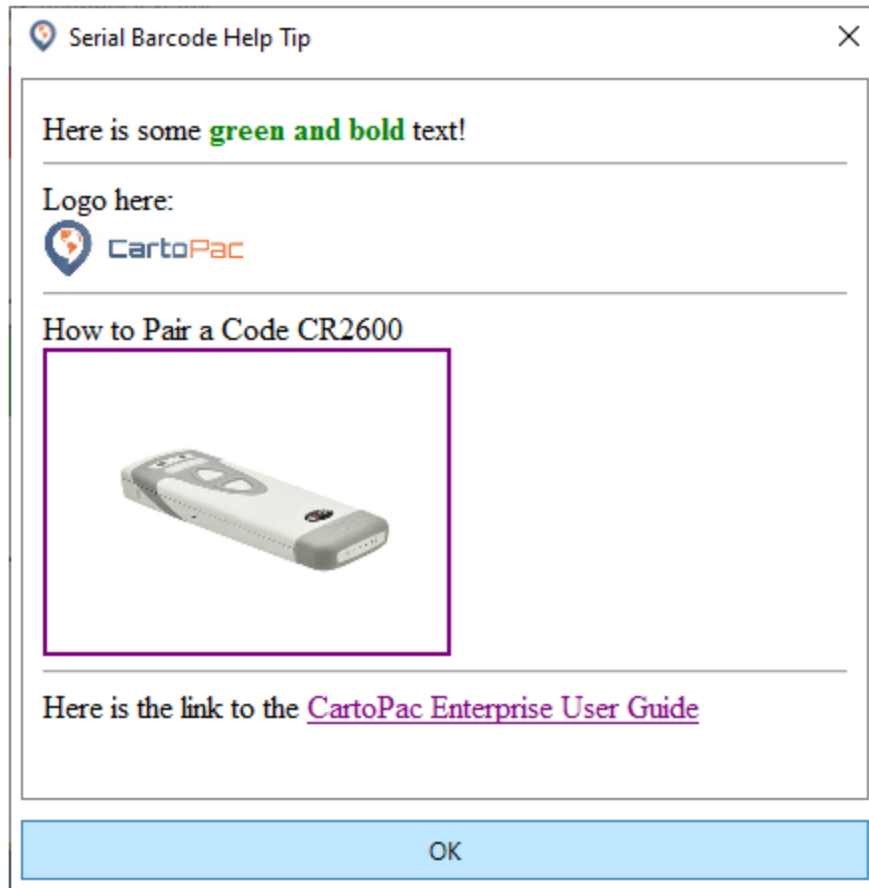 Serial Barcode Help Tip
Here is some green and bold text!
Logo here:
CartoPac
How to Pair a Code CR2600
Here is the link to the CartoPac Enterprise User Guide
OK